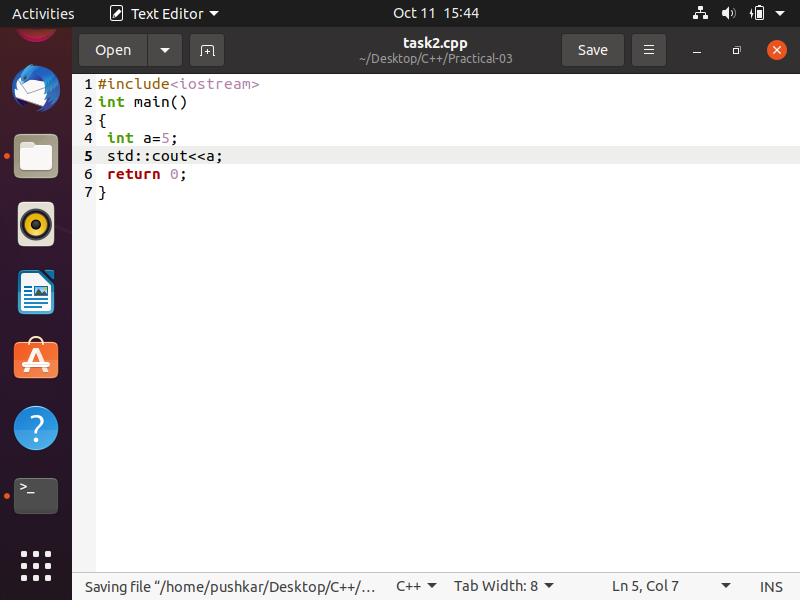 Activities Text Editor Oct 11 15:44
Open task2.cpp Save
~/Desktop/C++/Practical-03
1 #include<iostream>
2 int main()
3 {
4  int a=5;
5  std::cout<<a;
6  return 0;
7 }
>_
?
Saving file “/home/pushkar/Desktop/C++/… C++ Tab Width: 8 Ln 5, Col 7 INS